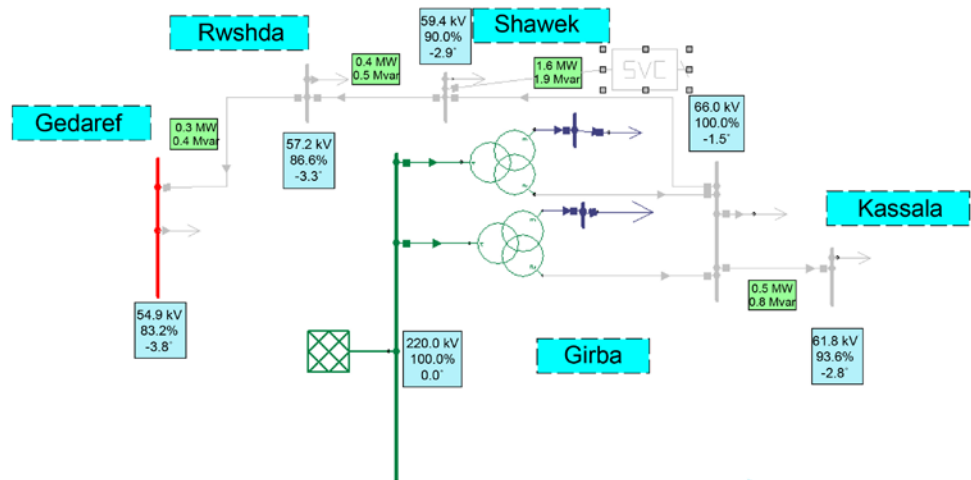 Rwshda
Shawek
59.4 kV
90.0%
-2.9°
0.4 MW
0.5 Mvar
1.6 MW
1.9 Mvar
SVC
Gedaref
0.3 MW
0.4 Mvar
57.2 kV
86.6%
-3.3°
66.0 kV
100.0%
-1.5°
Kassala
54.9 kV
83.2%
-3.8°
220.0 kV
100.0%
0.0°
Girba
0.5 MW
0.8 Mvar
61.8 kV
93.6%
-2.8°